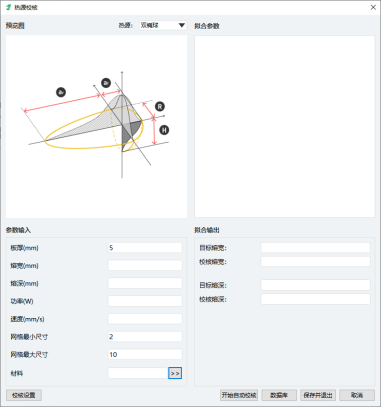 热源校核
预览图
热源:
双椭球
拟合参数
R
H
参数输入
板厚(mm)
5
熔宽(mm)
熔深(mm)
功率(W)
速度(mm/s)
网格最小尺寸
2
网格最大尺寸
10
材料
>>
拟合输出
目标熔宽:
校核熔宽:
目标熔深:
校核熔深:
校核设置
开始自动校核
数据库
保存并退出
取消